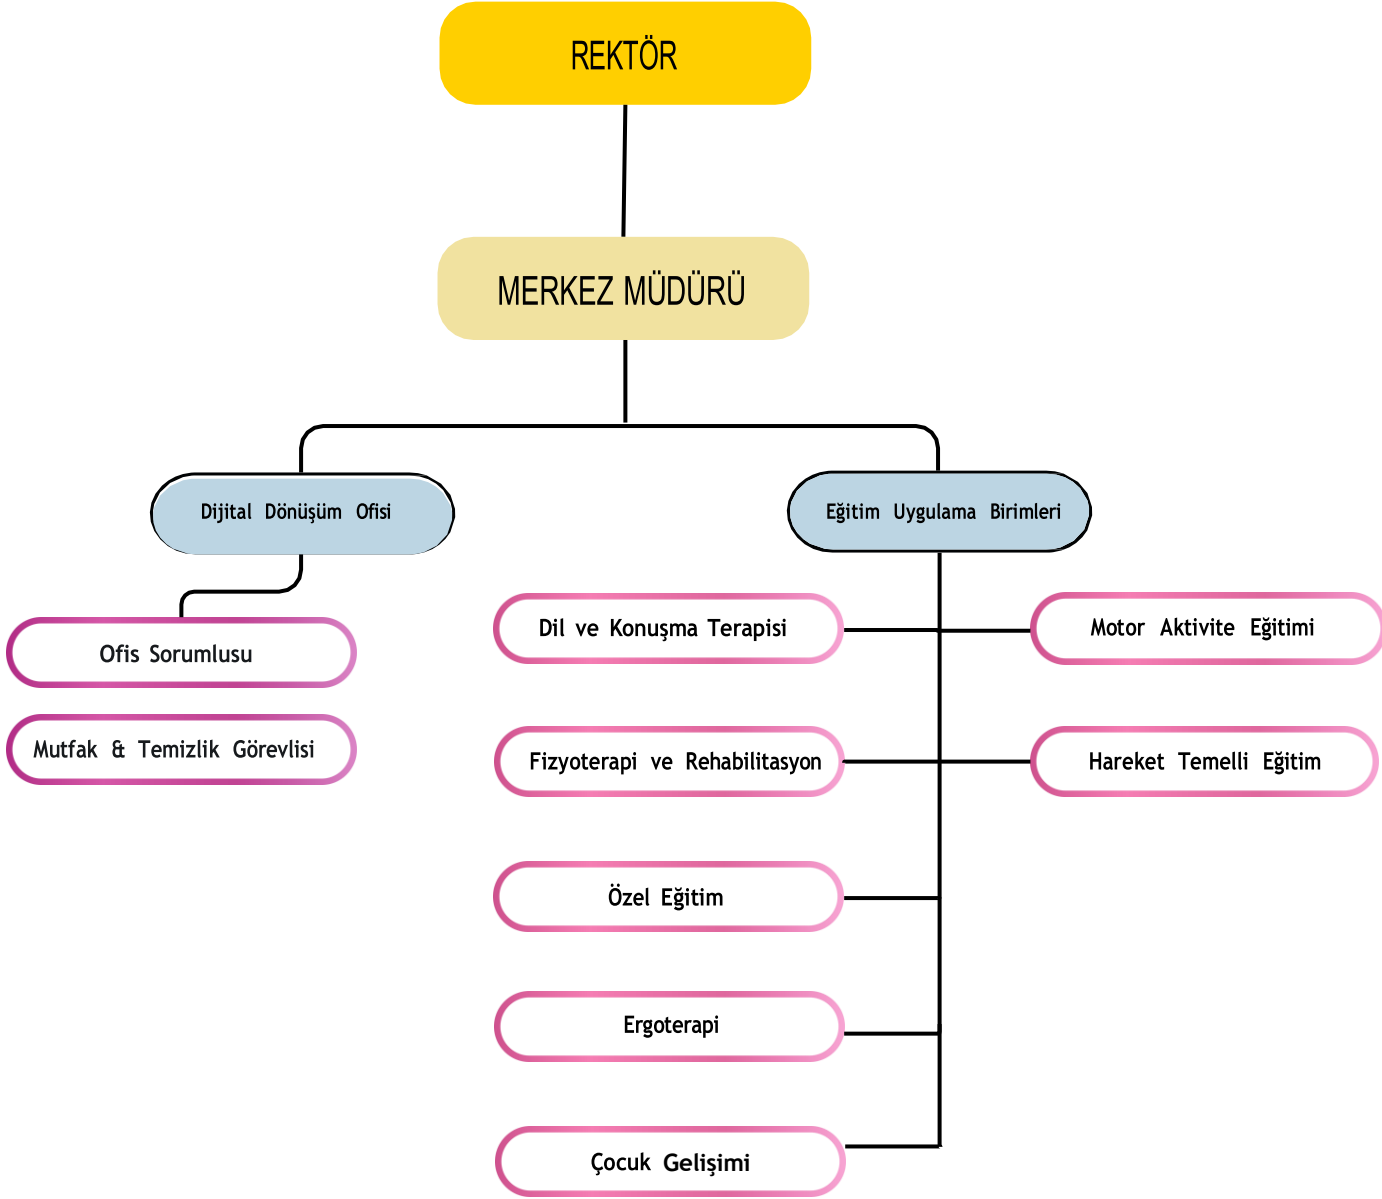 REKTÖR
MERKEZ MÜDÜRÜ
Dijital Dönüşüm Ofisi
Eğitim Uygulama Birimleri
Ofis Sorumlusu
Mutfak & Temizlik Görevlisi
Dil ve Konuşma Terapisi
Motor Aktivite Eğitimi
Fizyoterapi ve Rehabilitasyon
Hareket Temelli Eğitim
Özel Eğitim
Ergoterapi
Çocuk Gelişimi